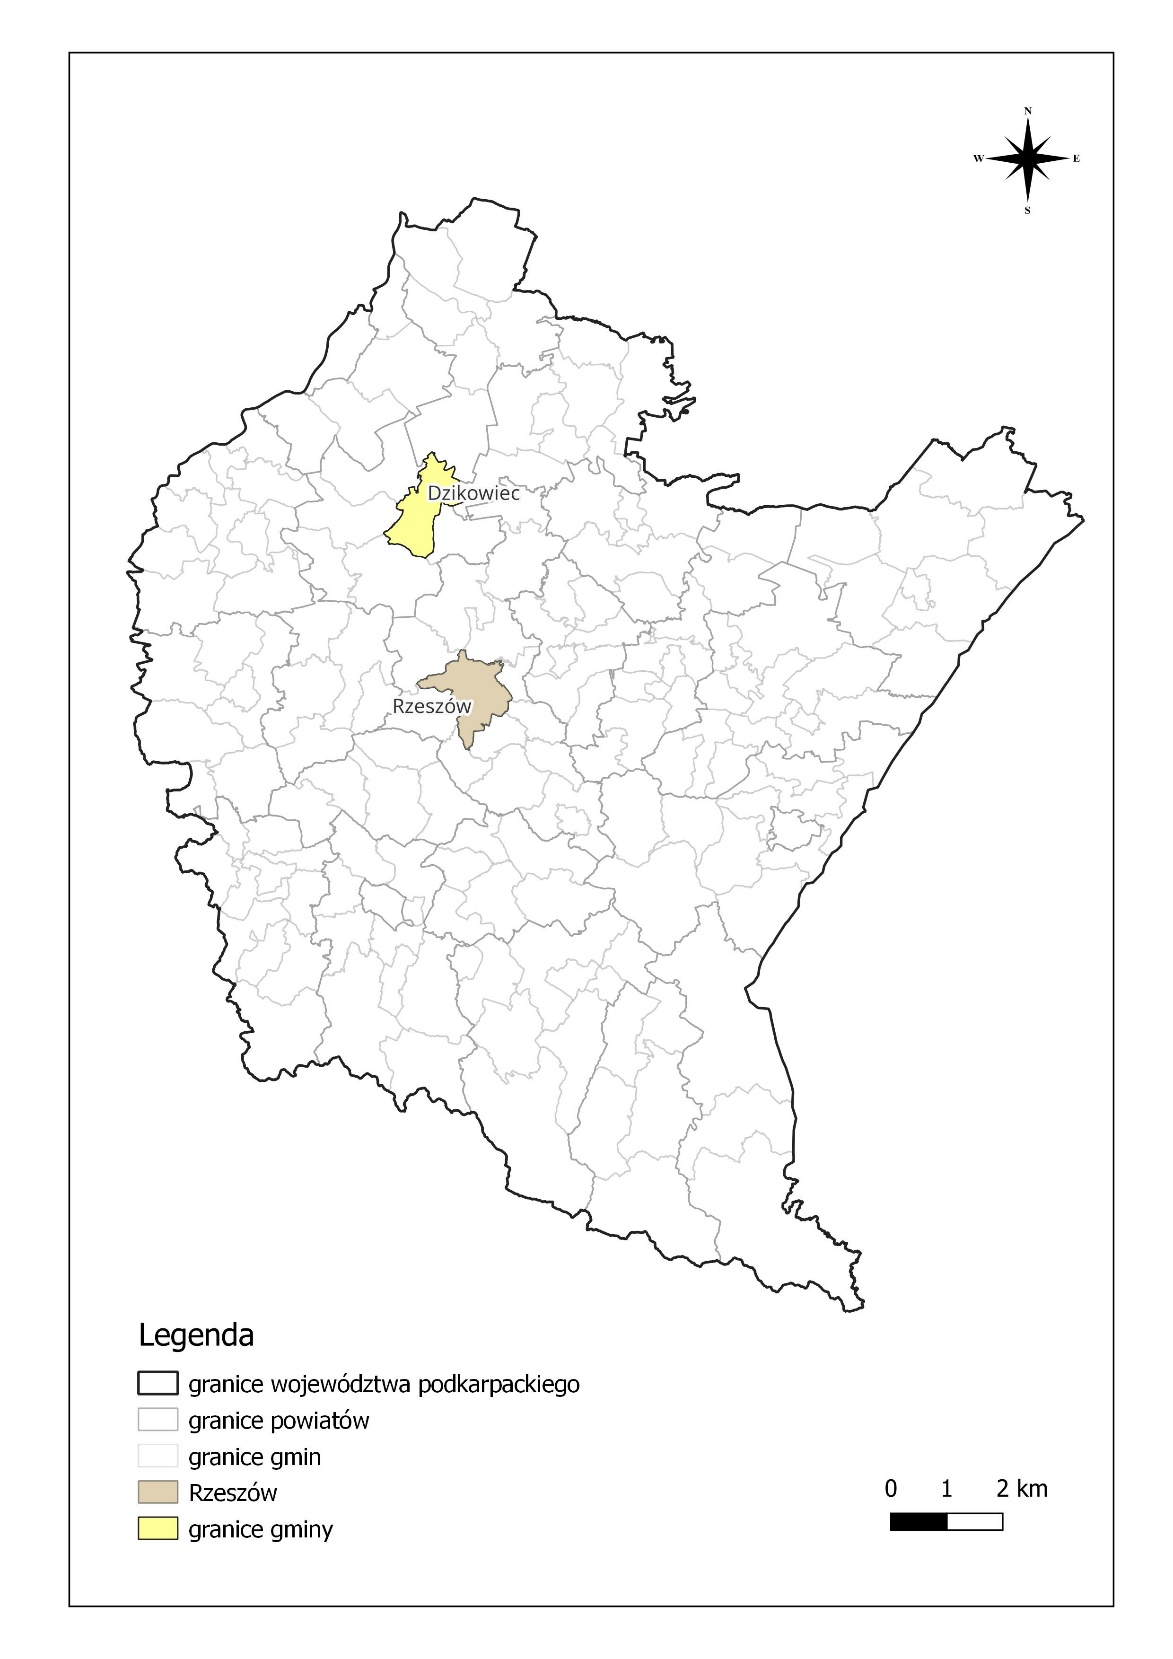 N
W E
S
Dzikowiec
Rzeszów
Legenda
granice województwa podkarpackiego
granice powiatów
granice gmin
Rzeszów
granice gminy
0 1 2 km